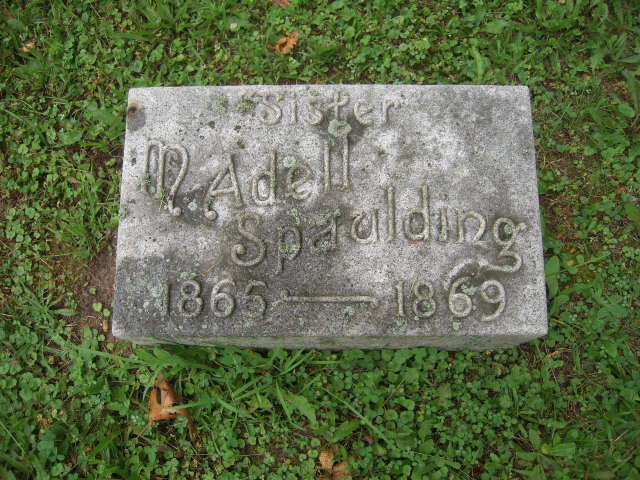 Sister
M. Adell
Spaulding
1865 — 1869